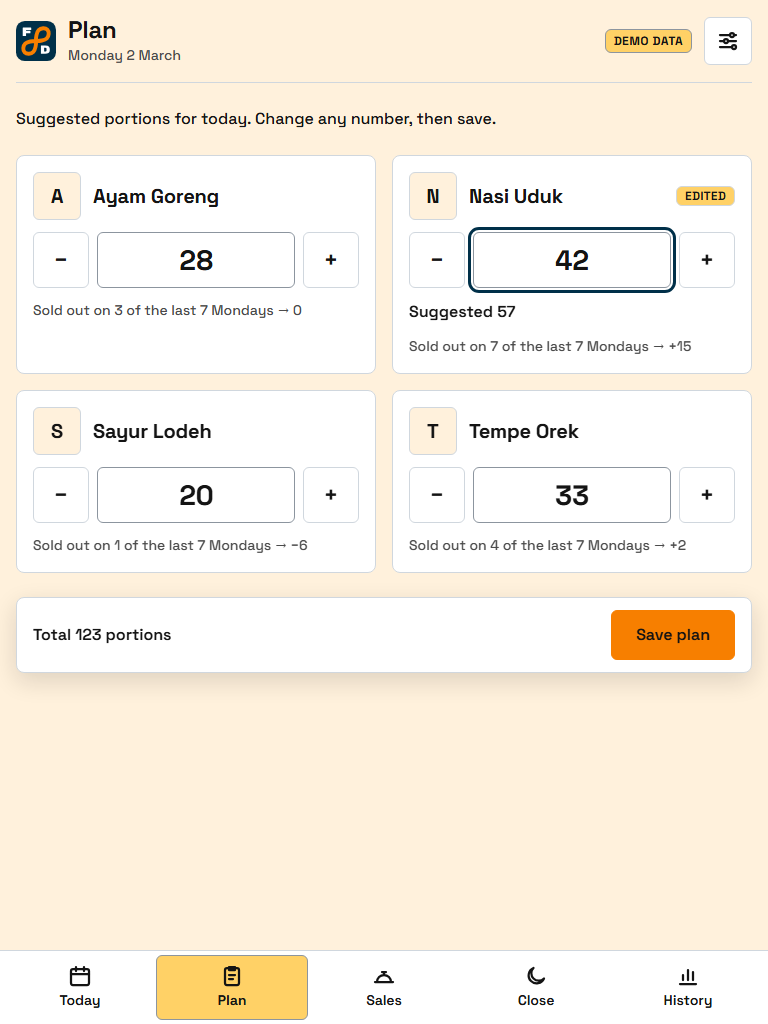 F
D
Plan
Monday 2 March
DEMO DATA
Suggested portions for today. Change any number, then save.
A
Ayam Goreng
− 28 +
Sold out on 3 of the last 7 Mondays → 0
N
Nasi Uduk
EDITED
− 42 +
Suggested 57
Sold out on 7 of the last 7 Mondays → +15
S
Sayur Lodeh
− 20 +
Sold out on 1 of the last 7 Mondays → −6
T
Tempe Orek
− 33 +
Sold out on 4 of the last 7 Mondays → +2
Total 123 portions
Save plan
Today
Plan
Sales
Close
History